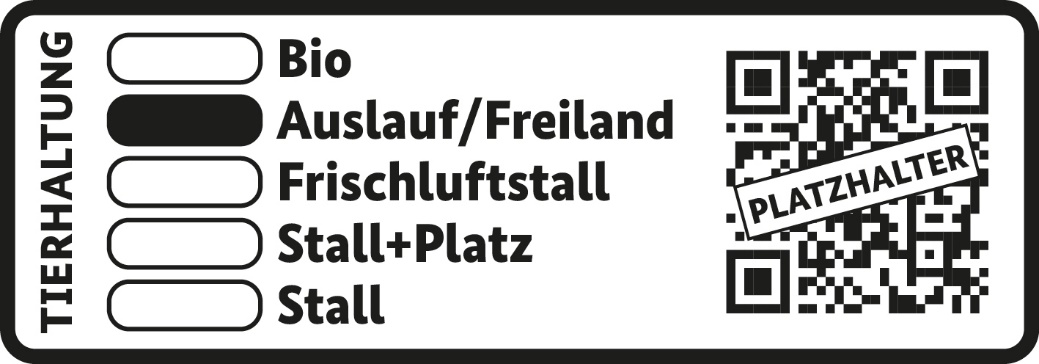 TIERHALTUNG
Bio
Auslauf/Freiland
Frischluftstall
Stall+Platz
Stall
PLATZHALTER